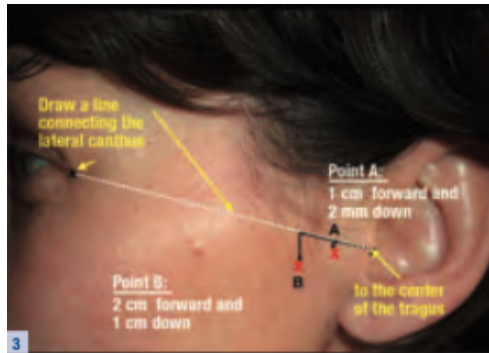 Draw a line
connecting the
lateral canthus
Point A:
1 cm forward and
2 mm down
A
X
X
B
Point B:
2 cm forward and
1 cm down
to the center
of the tragus
3